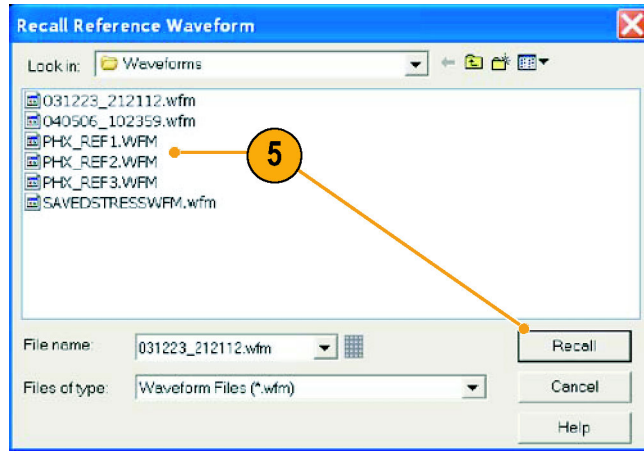 Recall Reference Waveform
Look in: Waveforms
031223_212112.wfm
040506_102359.wfm
PHX_REF1.WFM
PHX_REF2.WFM
PHX_REF3.WFM
SAVEDSTRESSWFM.wfm
5
File name: 031223_212112.wfm Recall
Files of type: Waveform Files (*.wfm) Cancel
Help